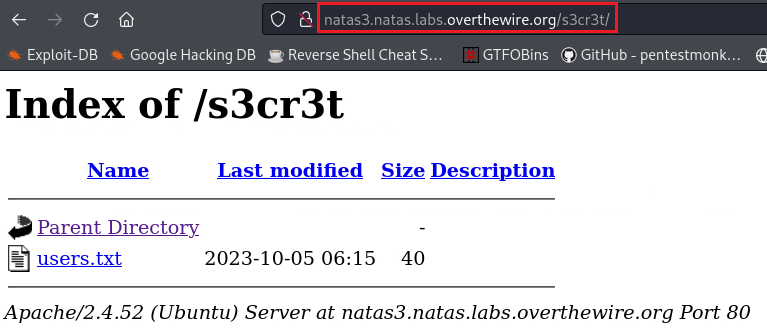 natas3.natas.labs.overthewire.org/s3cr3t/
Exploit-DB Google Hacking DB Reverse Shell Cheat S… GTFOBins GitHub - pentestmonk…
Index of /s3cr3t
Name Last modified Size Description
Parent Directory -
users.txt 2023-10-05 06:15 40
Apache/2.4.52 (Ubuntu) Server at natas3.natas.labs.overthewire.org Port 80